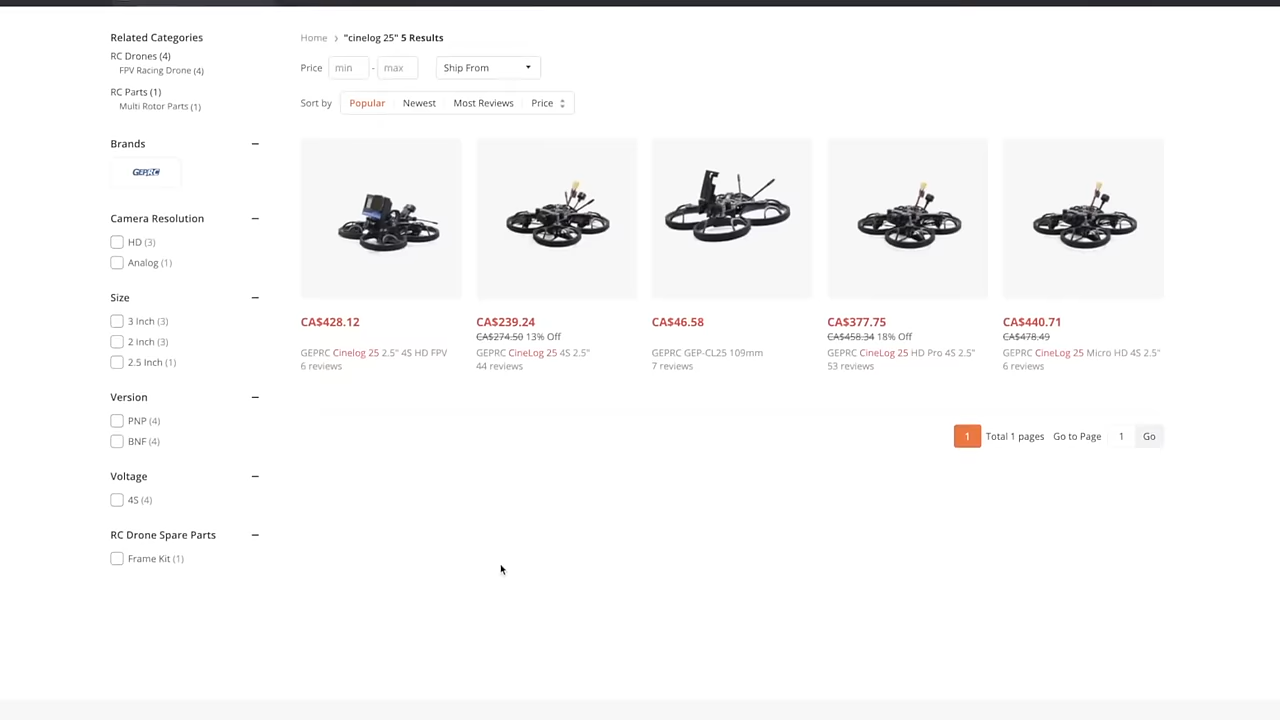 Related Categories
RC Drones (4)
FPV Racing Drone (4)
RC Parts (1)
Multi Rotor Parts (1)
Brands
GEPRC
Camera Resolution
HD (3)
Analog (1)
Size
3 Inch (3)
2 Inch (3)
2.5 Inch (1)
Version
PNP (4)
BNF (4)
Voltage
4S (4)
RC Drone Spare Parts
Frame Kit (1)
Home > "cinelog 25" 5 Results
Price min - max Ship From
Sort by Popular Newest Most Reviews Price
CA$428.12
GEPRC Cinelog 25 2.5" 4S HD FPV
6 reviews
CA$239.24
CA$274.50 13% Off
GEPRC CineLog 25 4S 2.5"
44 reviews
CA$46.58
GEPRC GEP-CL25 109mm
7 reviews
CA$377.75
CA$458.34 18% Off
GEPRC CineLog 25 HD Pro 4S 2.5"
53 reviews
CA$440.71
CA$478.49
GEPRC CineLog 25 Micro HD 4S 2.5"
6 reviews
1 Total 1 pages Go to Page 1 Go